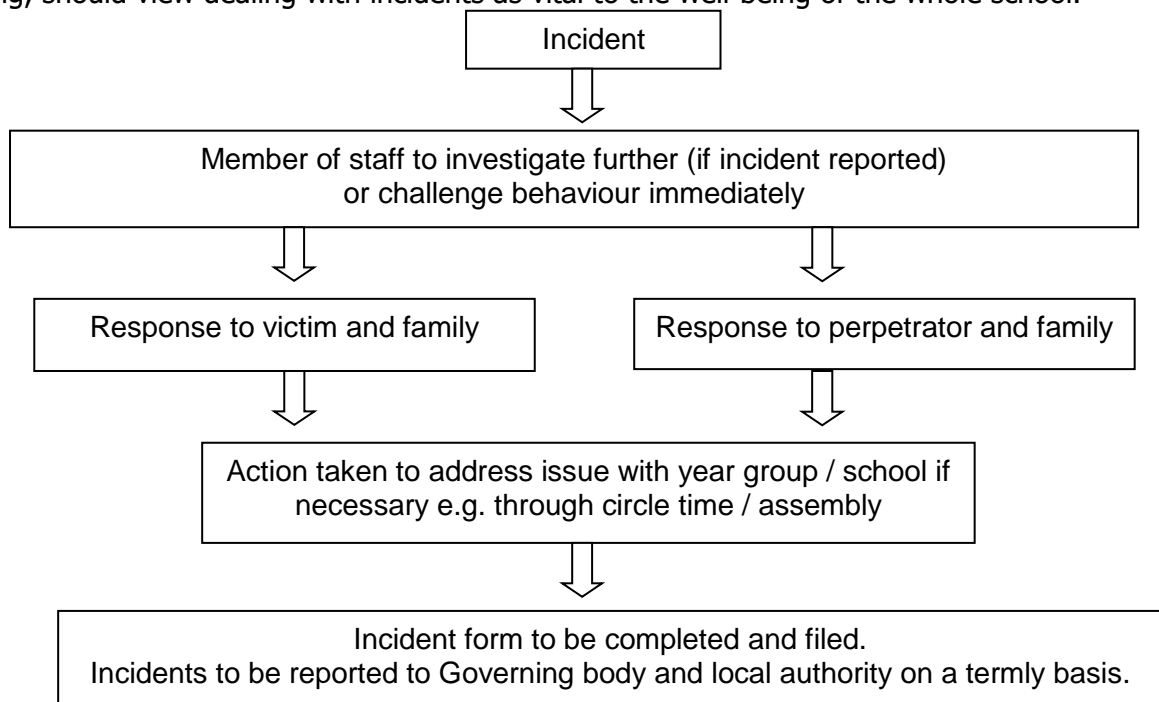 should view dealing with incidents as vital to the well-being of the whole school.
Incident
Member of staff to investigate further (if incident reported)
or challenge behaviour immediately
Response to victim and family
Response to perpetrator and family
Action taken to address issue with year group / school if
necessary e.g. through circle time / assembly
Incident form to be completed and filed.
Incidents to be reported to Governing body and local authority on a termly basis.